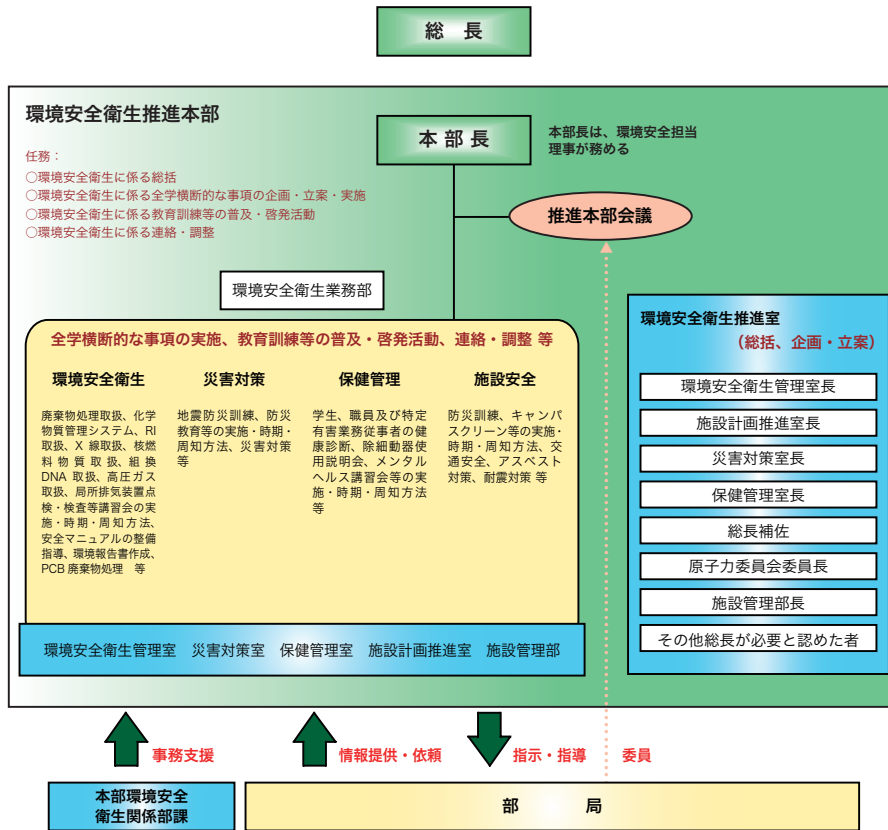 総 長
環境安全衛生推進本部
本 部 長
本部長は、環境安全担当
理事が務める
任務：
○環境安全衛生に係る総括
○環境安全衛生に係る全学横断的な事項の企画・立案・実施
○環境安全衛生に係る教育訓練等の普及・啓発活動
○環境安全衛生に係る連絡・調整
推進本部会議
環境安全衛生業務部
全学横断的な事項の実施、教育訓練等の普及・啓発活動、連絡・調整 等
環境安全衛生
廃棄物処理取扱、化学
物質管理システム、RI
取扱、X 線取扱、核燃
料物質取扱、組換
DNA 取扱、高圧ガス
取扱、局所排気装置点
検・検査等講習会の実
施・時期・周知方法、
安全マニュアルの整備
指導、環境報告書作成、
PCB 廃棄物処理 等
災害対策
地震防災訓練、防災
教育等の実施・時期・
周知方法、災害対策
等
保健管理
学生、職員及び特定
有害業務従事者の健
康診断、除細動器使
用説明会、メンタル
ヘルス講習会等の実
施・時期・周知方法
等
施設安全
防災訓練、キャンパ
スクリーン等の実施・
時期・周知方法、交
通安全、アスベスト
対策、耐震対策 等
環境安全衛生管理室 災害対策室 保健管理室 施設計画推進室 施設管理部
環境安全衛生推進室
（総括、企画・立案）
環境安全衛生管理室長
施設計画推進室長
災害対策室長
保健管理室長
総長補佐
原子力委員会委員長
施設管理部長
その他総長が必要と認めた者
事務支援
情報提供・依頼
指示・指導
委員
本部環境安全
衛生関係部課
部 局